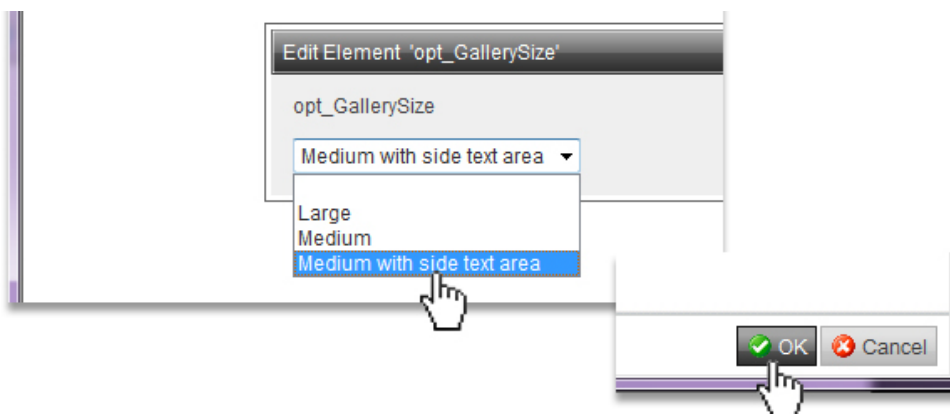 Edit Element 'opt_GallerySize'
opt_GallerySize
Medium with side text area
Large
Medium
Medium with side text area
OK Cancel